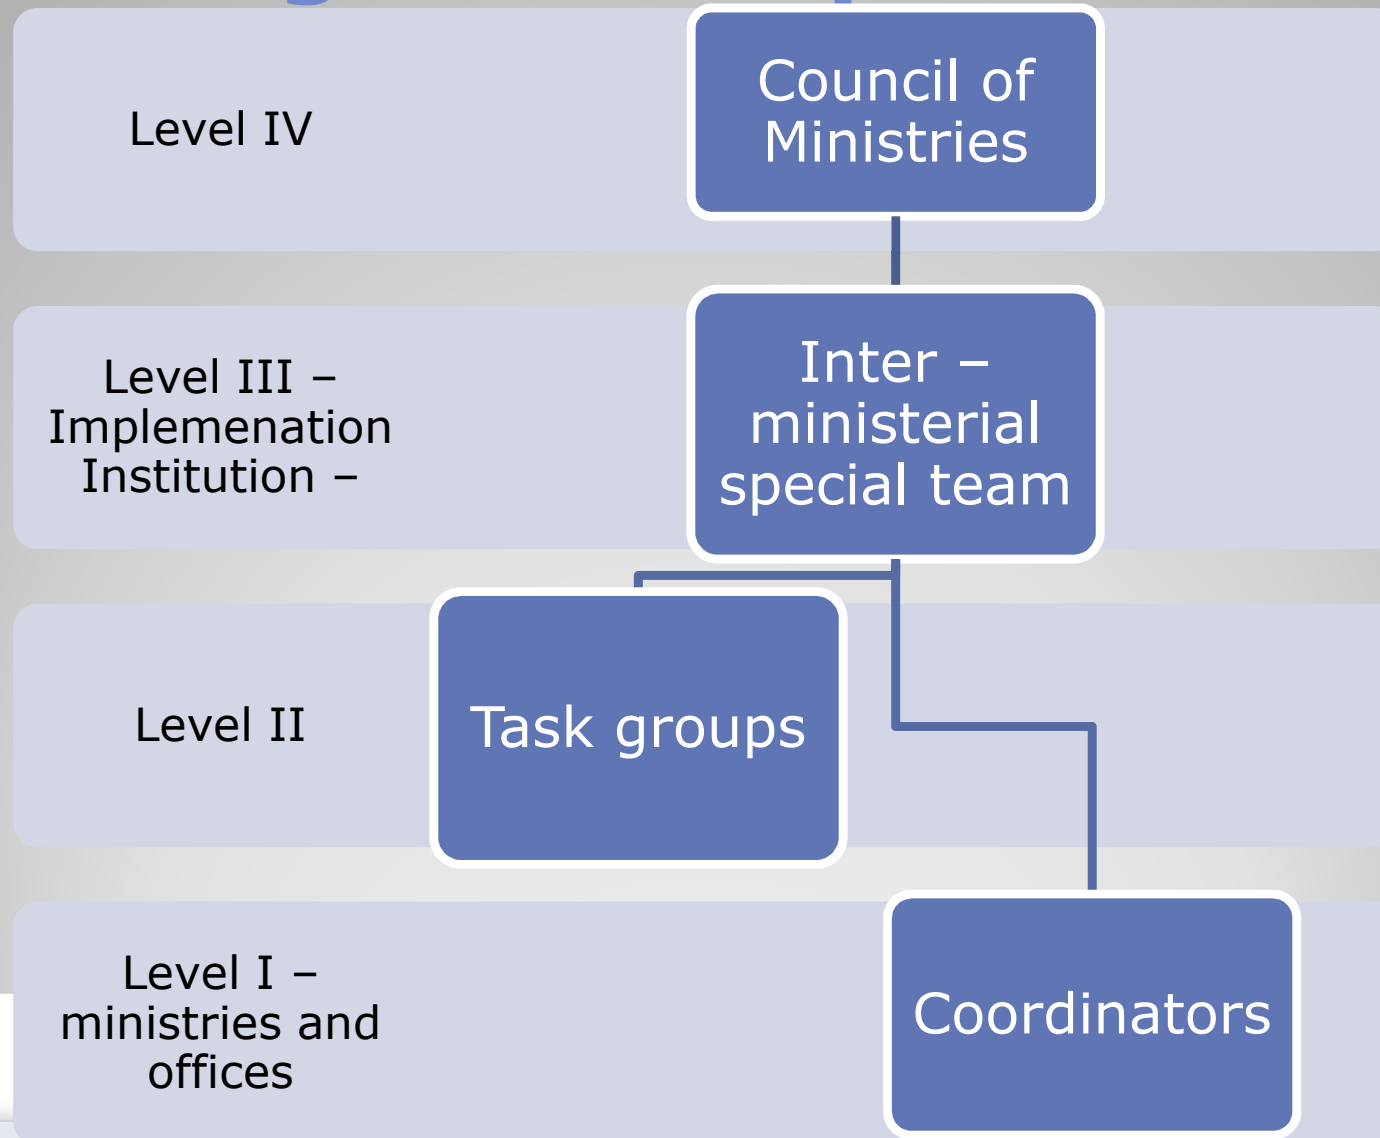 Level IV
Council of
Ministries
Level III –
Implemenation
Institution –
Inter –
ministerial
special team
Level II
Task groups
Level I –
ministries and
offices
Coordinators